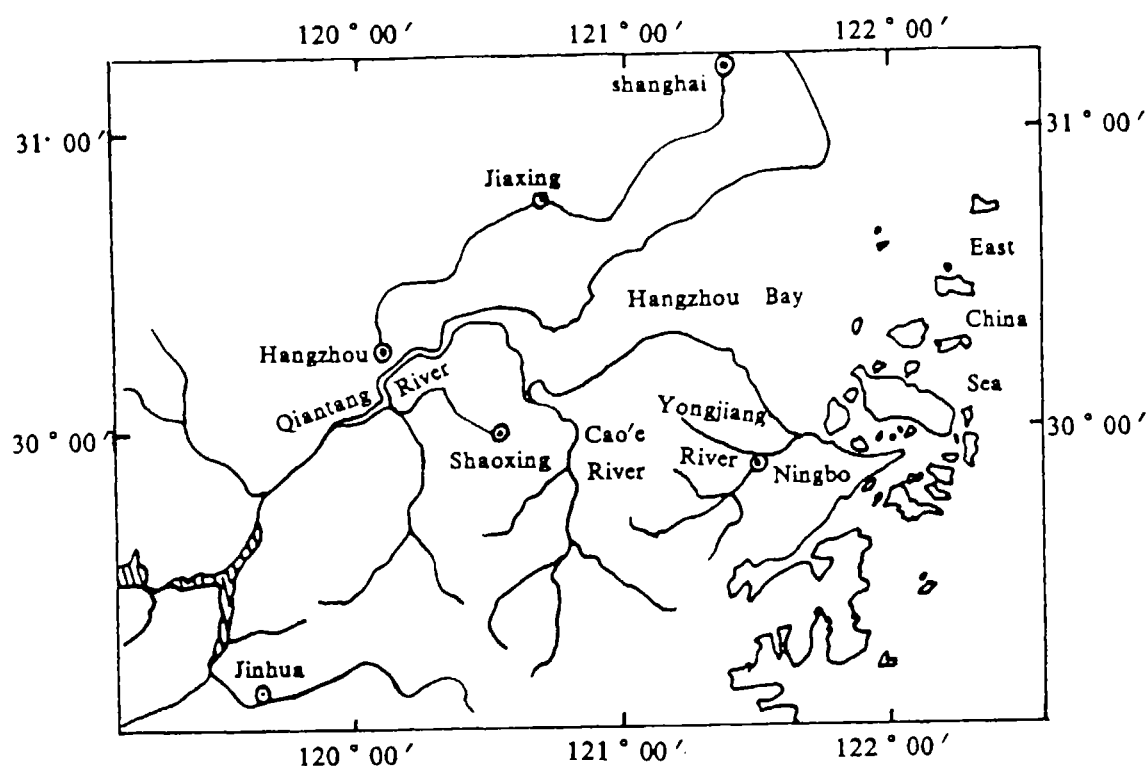 120°00′ 121°00′ 122°00′
shanghai
31°00′ 31°00′
Jiaxing
East
Hangzhou Bay
China
Hangzhou
River
Qiantang
Sea
Yongjiang
30°00′ 30°00′
Cao'e
Shaoxing
River
River
Ningbo
Jinhua
120°00′ 121°00′ 122°00′